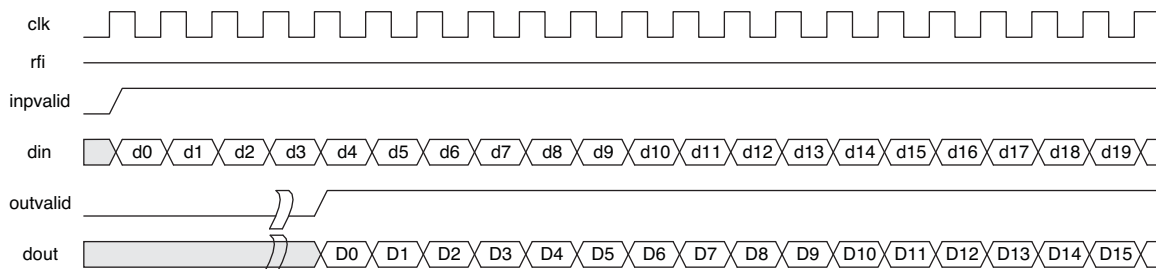 clk
rfi
inpvalid
din d0 d1 d2 d3 d4 d5 d6 d7 d8 d9 d10 d11 d12 d13 d14 d15 d16 d17 d18 d19
outvalid
dout D0 D1 D2 D3 D4 D5 D6 D7 D8 D9 D10 D11 D12 D13 D14 D15